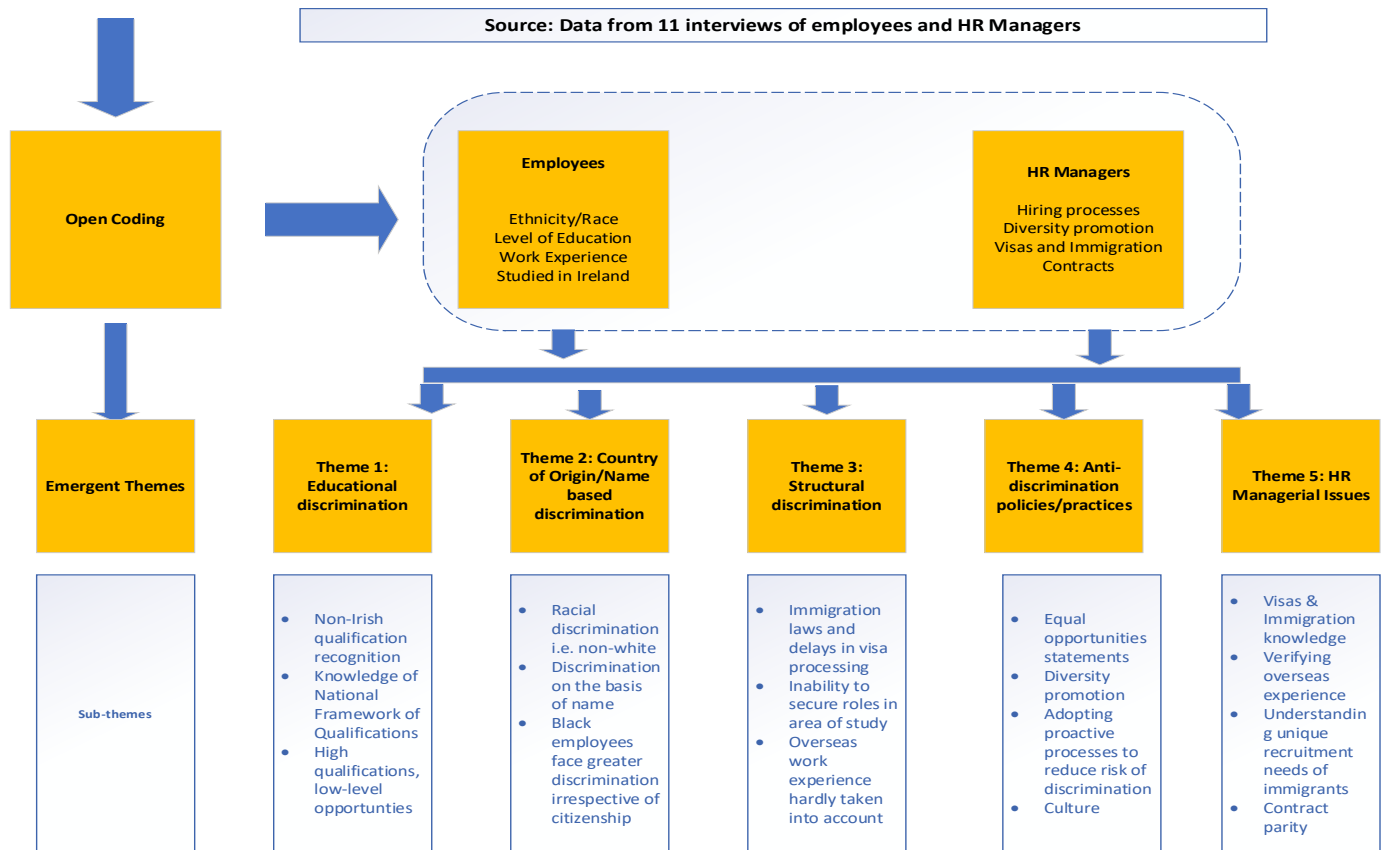 Source: Data from 11 interviews of employees and HR Managers
Open Coding
Employees
Ethnicity/Race
Level of Education
Work Experience
Studied in Ireland
HR Managers
Hiring processes
Diversity promotion
Visas and Immigration
Contracts
Emergent Themes
Theme 1:
Educational
discrimination
Theme 2: Country
of Origin/Name
based
discrimination
Theme 3:
Structural
discrimination
Theme 4: Anti-
discrimination
policies/practices
Theme 5: HR
Managerial Issues
Sub-themes
• Non-Irish
qualification
recognition
• Knowledge of
National
Framework of
Qualifications
• High
qualifications,
low-level
opportunties
• Racial
discrimination
i.e. non-white
• Discrimination
on the basis
of name
• Black
employees
face greater
discrimination
irrespective of
citizenship
• Immigration
laws and
delays in visa
processing
• Inability to
secure roles in
area of study
• Overseas
work
experience
hardly taken
into account
• Equal
opportunities
statements
• Diversity
promotion
• Adopting
proactive
processes to
reduce risk of
discrimination
• Culture
• Visas &
Immigration
knowledge
• Verifying
overseas
experience
• Understandin
g unique
recruitment
needs of
immigrants
• Contract
parity